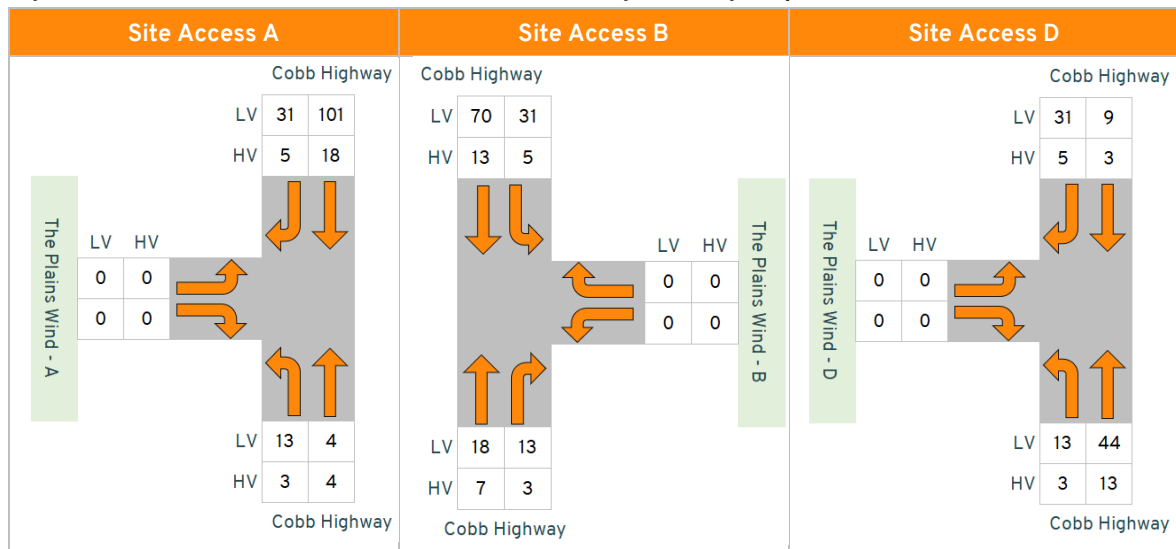 Site Access A
Cobb Highway
LV 31 101
HV 5 18
The Plains Wind - A
LV HV
0 0
0 0
LV 13 4
HV 3 4
Cobb Highway
Site Access B
Cobb Highway
LV 70 31
HV 13 5
LV HV
0 0
0 0
The Plains Wind - B
LV 18 13
HV 7 3
Cobb Highway
Site Access D
Cobb Highway
LV 31 9
HV 5 3
The Plains Wind - D
LV HV
0 0
0 0
LV 13 44
HV 3 13
Cobb Highway